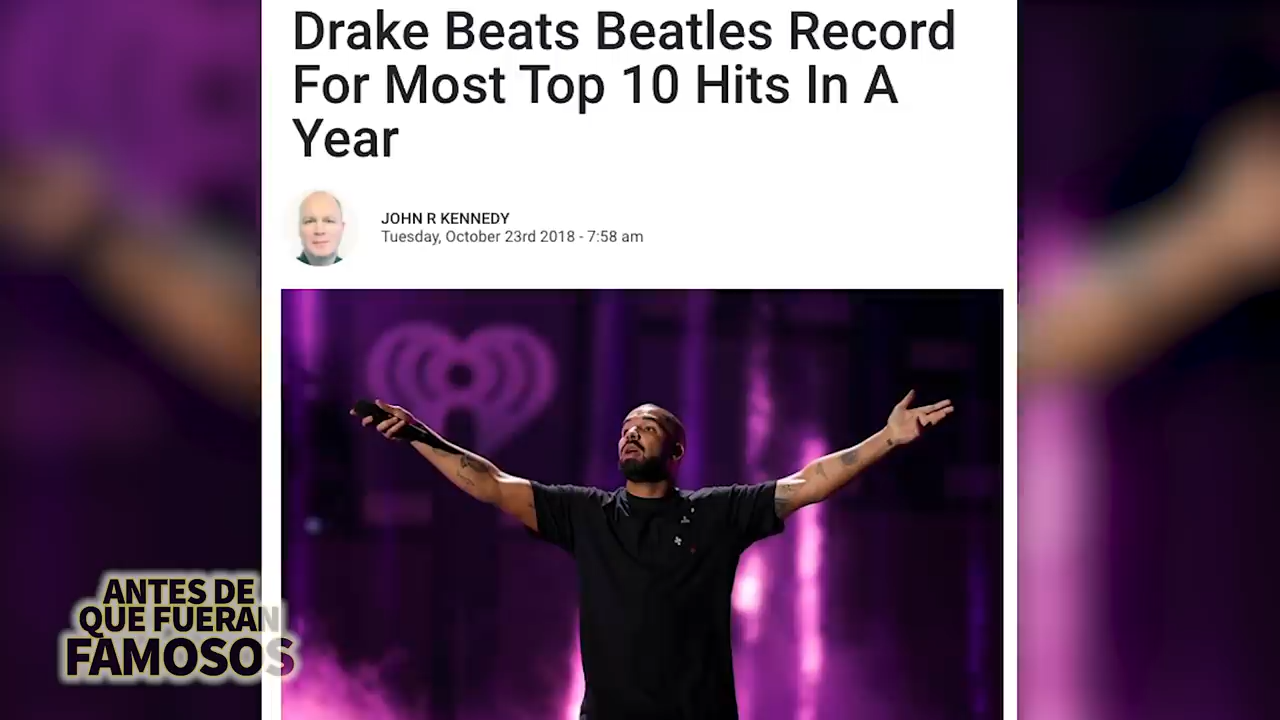 Drake Beats Beatles Record
For Most Top 10 Hits In A
Year
JOHN R KENNEDY
Tuesday, October 23rd 2018 - 7:58 am
ANTES DE
QUE FUERAN
FAMOSOS